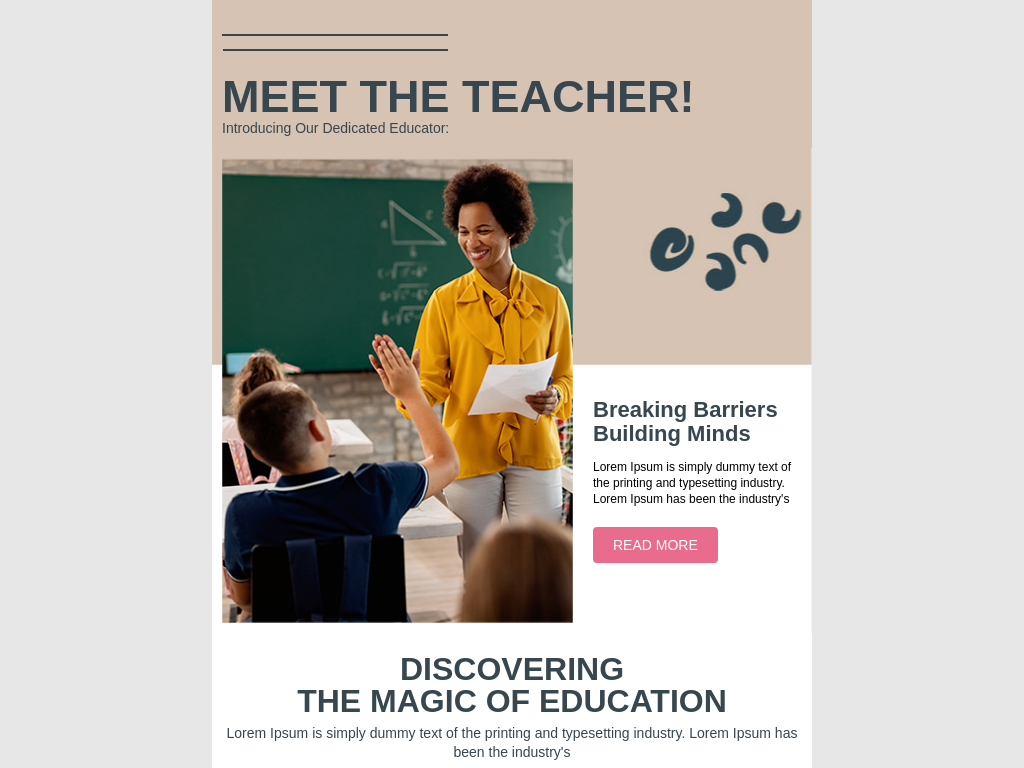 MEET THE TEACHER!
Introducing Our Dedicated Educator:
Breaking Barriers
Building Minds
Lorem Ipsum is simply dummy text of
the printing and typesetting industry.
Lorem Ipsum has been the industry's
READ MORE
DISCOVERING
THE MAGIC OF EDUCATION
Lorem Ipsum is simply dummy text of the printing and typesetting industry. Lorem Ipsum has
been the industry's